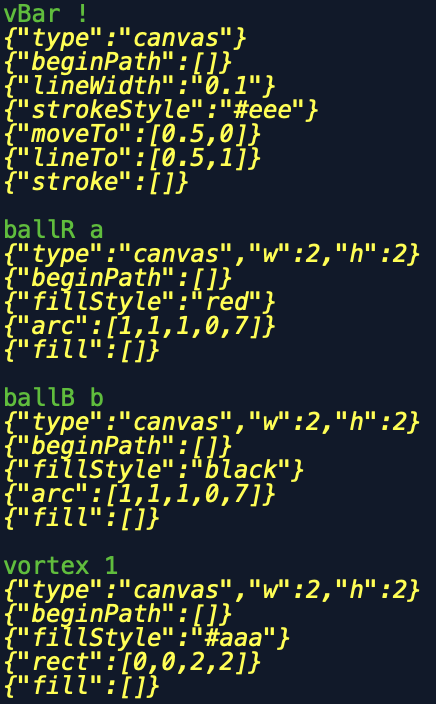 vBar !
{"type":"canvas"}
{"beginPath":[]}
{"lineWidth":"0.1"}
{"strokeStyle":"#eee"}
{"moveTo":[0.5,0]}
{"lineTo":[0.5,1]}
{"stroke":[]}

ballR a
{"type":"canvas","w":2,"h":2}
{"beginPath":[]}
{"fillStyle":"red"}
{"arc":[1,1,1,0,7]}
{"fill":[]}

ballB b
{"type":"canvas","w":2,"h":2}
{"beginPath":[]}
{"fillStyle":"black"}
{"arc":[1,1,1,0,7]}
{"fill":[]}

vortex 1
{"type":"canvas","w":2,"h":2}
{"beginPath":[]}
{"fillStyle":"#aaa"}
{"rect":[0,0,2,2]}
{"fill":[]}